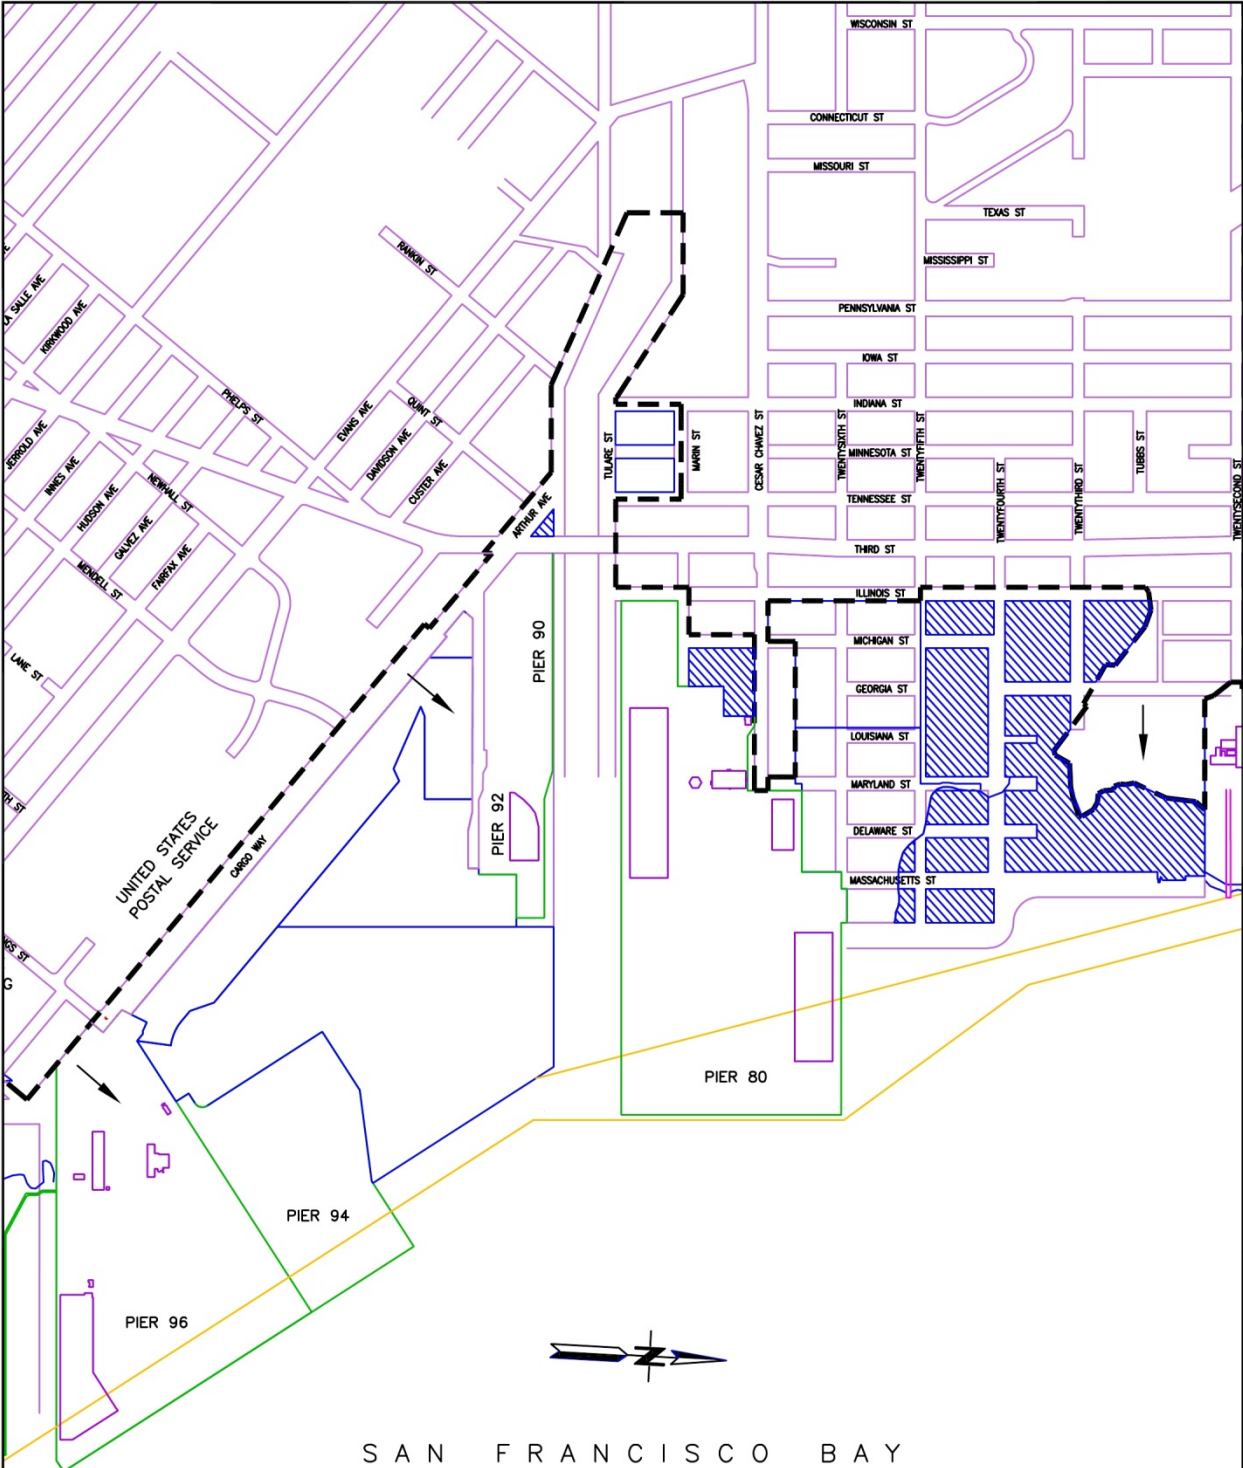 WISCONSIN ST
CONNECTICUT ST
MISSOURI ST
TEXAS ST
MISSISSIPPI ST
PENNSYLVANIA ST
IOWA ST
INDIANA ST
MINNESOTA ST
TENNESSEE ST
THIRD ST
ILLINOIS ST
MICHIGAN ST
GEORGIA ST
LOUISIANA ST
MARYLAND ST
DELAWARE ST
MASSACHUSETTS ST
TULARE ST
MARIN ST
CESAR CHAVEZ ST
TWENTYSIXTH ST
TWENTYFIFTH ST
TWENTYFOURTH ST
TWENTYTHIRD ST
TUBBS ST
TWENTYSECOND ST
RANKIN ST
LA SALLE AVE
KIRKWOOD AVE
PHELPS ST
QUINT ST
EVANS AVE
DAVIDSON AVE
CUSTER AVE
ARTHUR AVE
JERROLD AVE
INNES AVE
HUDSON AVE
GALVEZ AVE
FAIRFAX AVE
NEWHALL ST
MENDELL ST
LANE ST
TH ST
NGS ST
G
UNITED STATES
POSTAL SERVICE
CARGO WAY
PIER 90
PIER 92
PIER 80
PIER 94
PIER 96
N
SAN FRANCISCO BAY